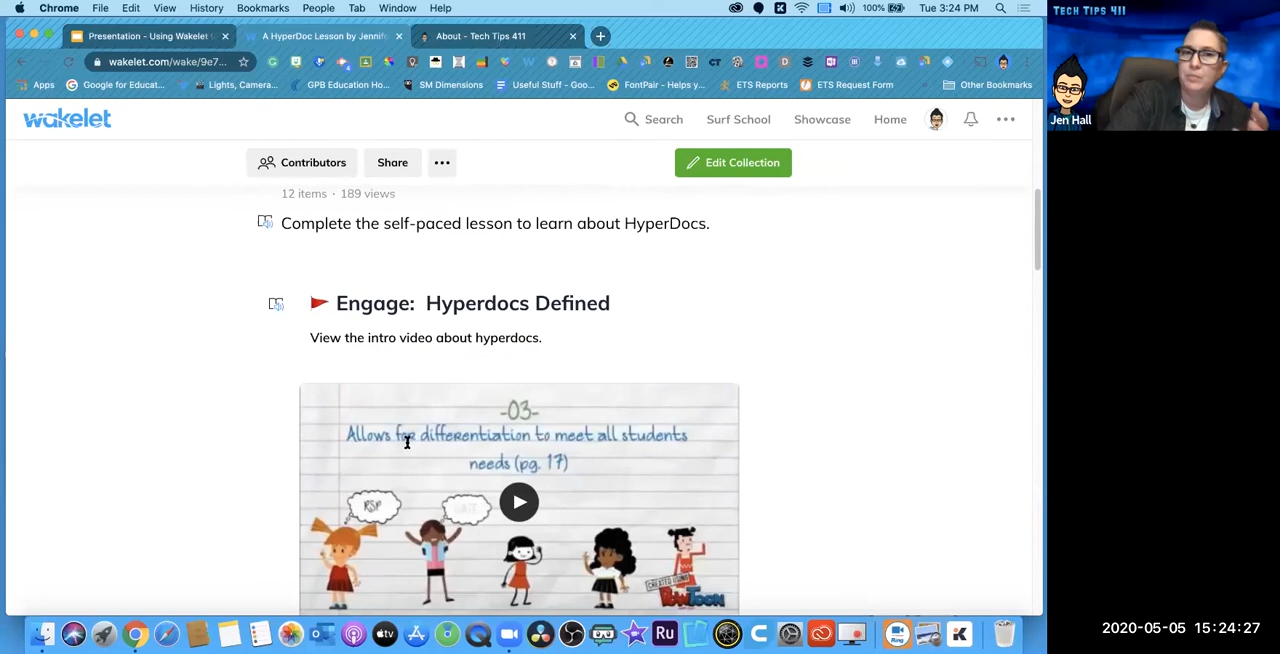 Chrome File Edit View History Bookmarks People Tab Window Help 100% Tue 3:24 PM
TECH TIPS 411
Presentation - Using Wakelet
A HyperDoc Lesson by Jennife
About - Tech Tips 411
wakelet.com/wake/9e7...
Apps Google for Educat... Lights, Camera... GPB Education Ho... SM Dimensions Useful Stuff - Goo... FontPair - Helps y... ETS Reports ETS Request Form Other Bookmarks
Jen Hall
wakelet Search Surf School Showcase Home
Contributors Share Edit Collection
12 items · 189 views
Complete the self-paced lesson to learn about HyperDocs.
Engage: Hyperdocs Defined
View the intro video about hyperdocs.
-03-
Allows for differentiation to meet all students
needs (pg. 17)
RSP
CREATED USING
POWTOON
Ru
Ring
K
2020-05-05 15:24:27